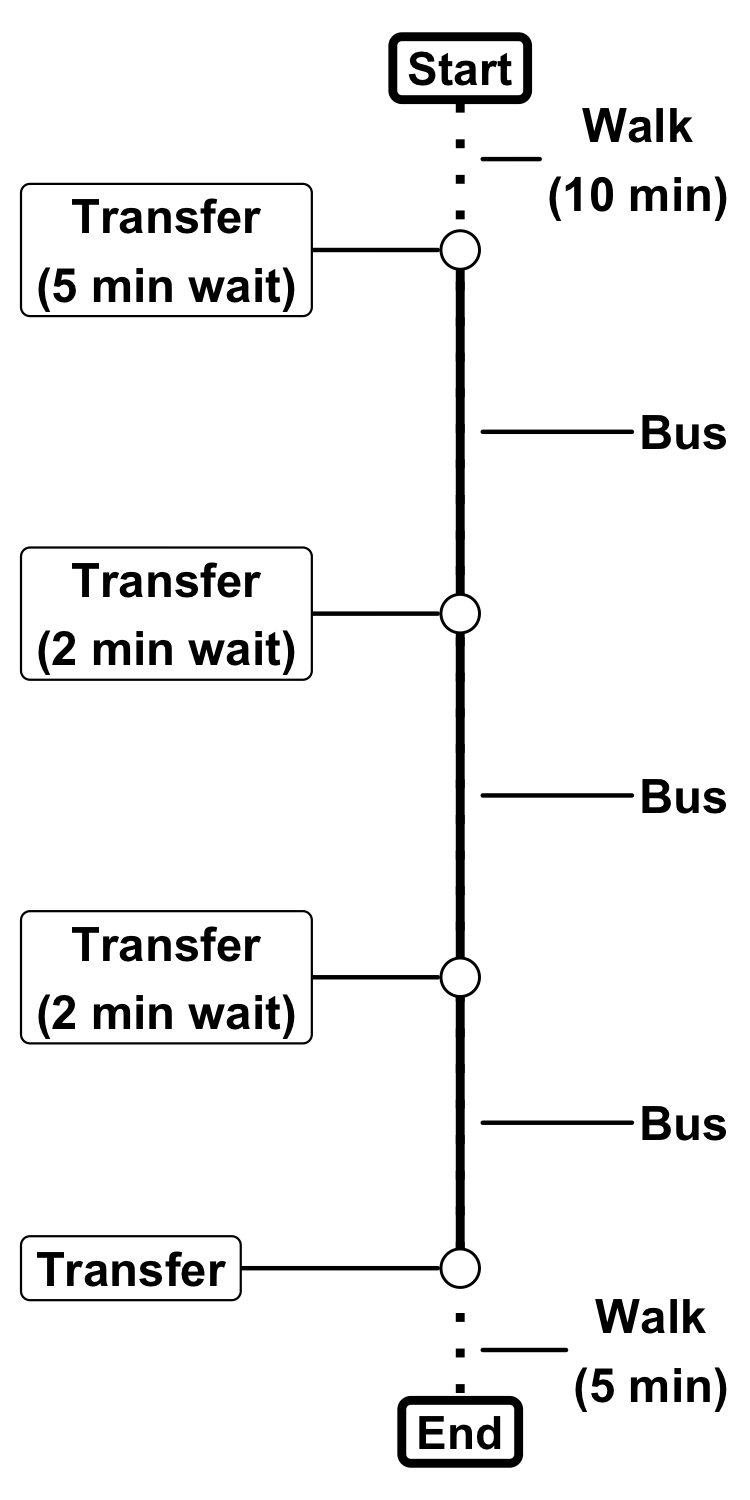 Start
Walk
(10 min)
Transfer
(5 min wait)
Bus
Transfer
(2 min wait)
Bus
Transfer
(2 min wait)
Bus
Transfer
Walk
(5 min)
End